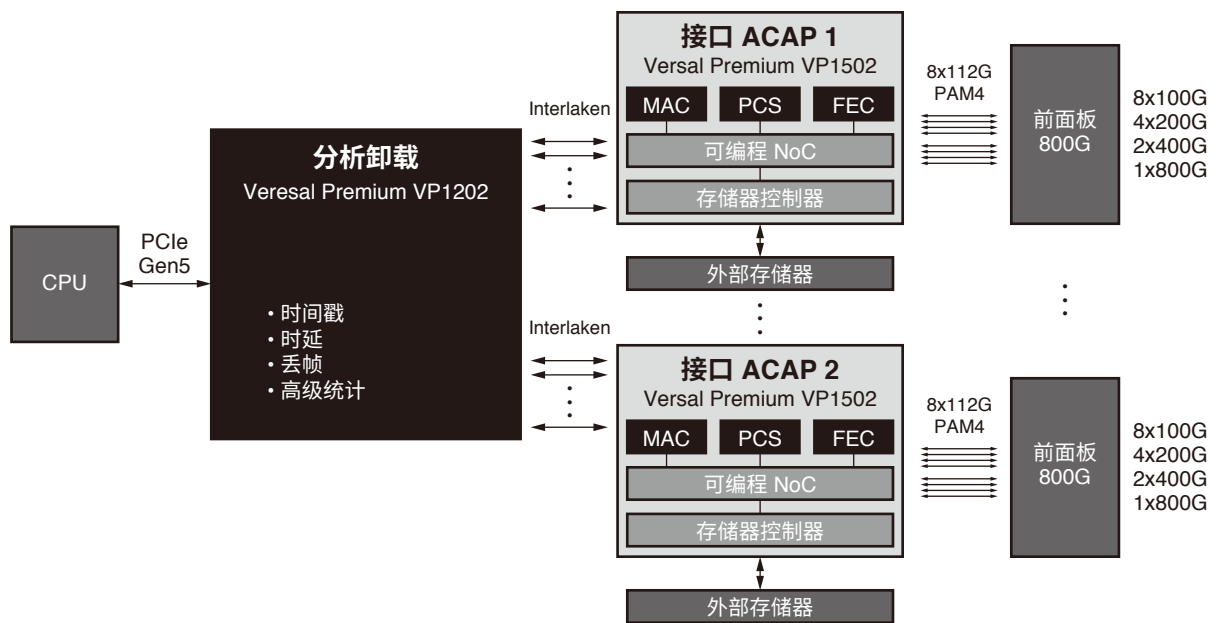 CPU
PCIe
Gen5
分析卸载
Veresal Premium VP1202
・时间戳
・时延
・丢帧
・高级统计
Interlaken
接口 ACAP 1
Versal Premium VP1502
MAC
PCS
FEC
可编程 NoC
存储器控制器
外部存储器
8x112G
PAM4
前面板
800G
8x100G
4x200G
2x400G
1x800G
Interlaken
接口 ACAP 2
Versal Premium VP1502
MAC
PCS
FEC
可编程 NoC
存储器控制器
外部存储器
8x112G
PAM4
前面板
800G
8x100G
4x200G
2x400G
1x800G